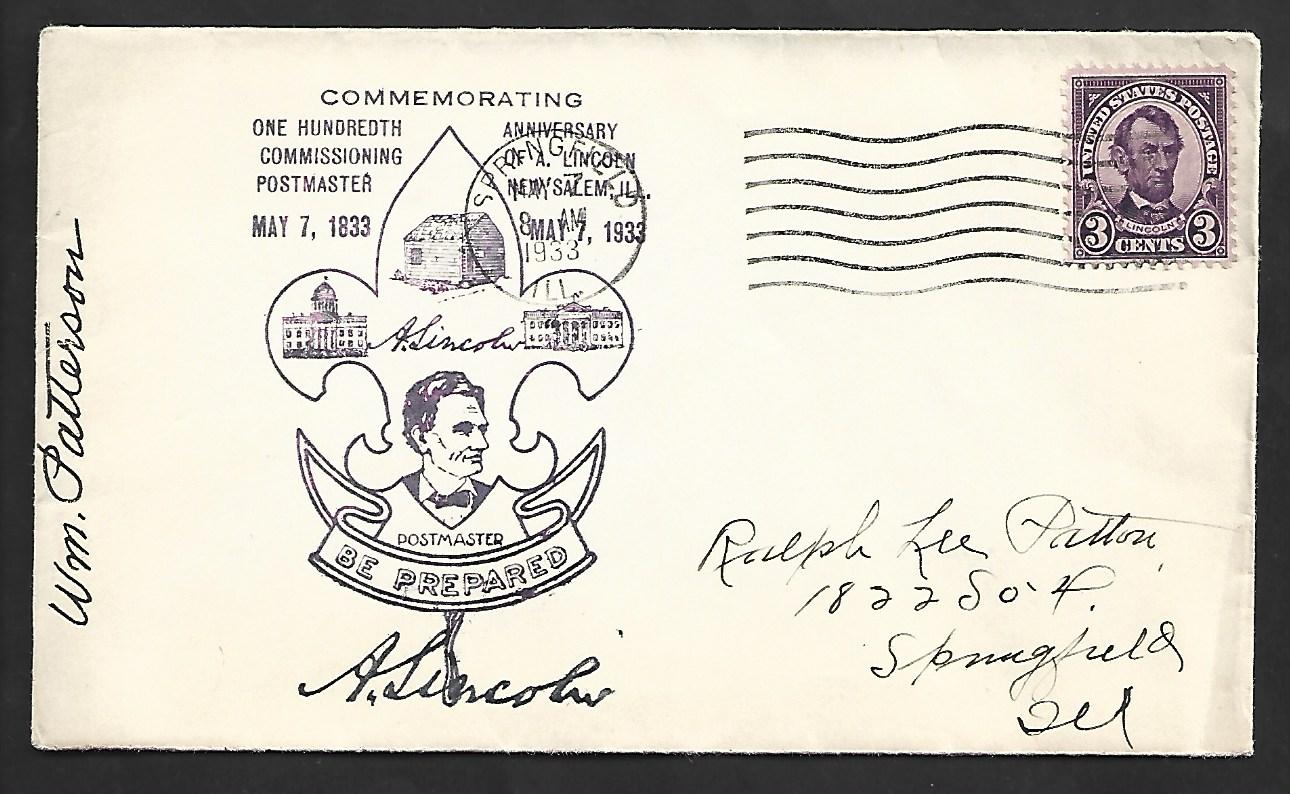 COMMEMORATING
ONE HUNDREDTH ANNIVERSARY
COMMISSIONING OF A. LINCOLN
POSTMASTER NEW SALEM, ILL.
MAY 7, 1833 MAY 7, 1933
SPRINGFIELD
MAY 7
8 AM
1933
ILL.
UNITED STATES POSTAGE
LINCOLN
3 CENTS 3
A. Lincoln
POSTMASTER
BE PREPARED
A. Lincoln
Wm. Patterson
Ralph Lee Patton
1822 So. 4.
Springfield
Ill